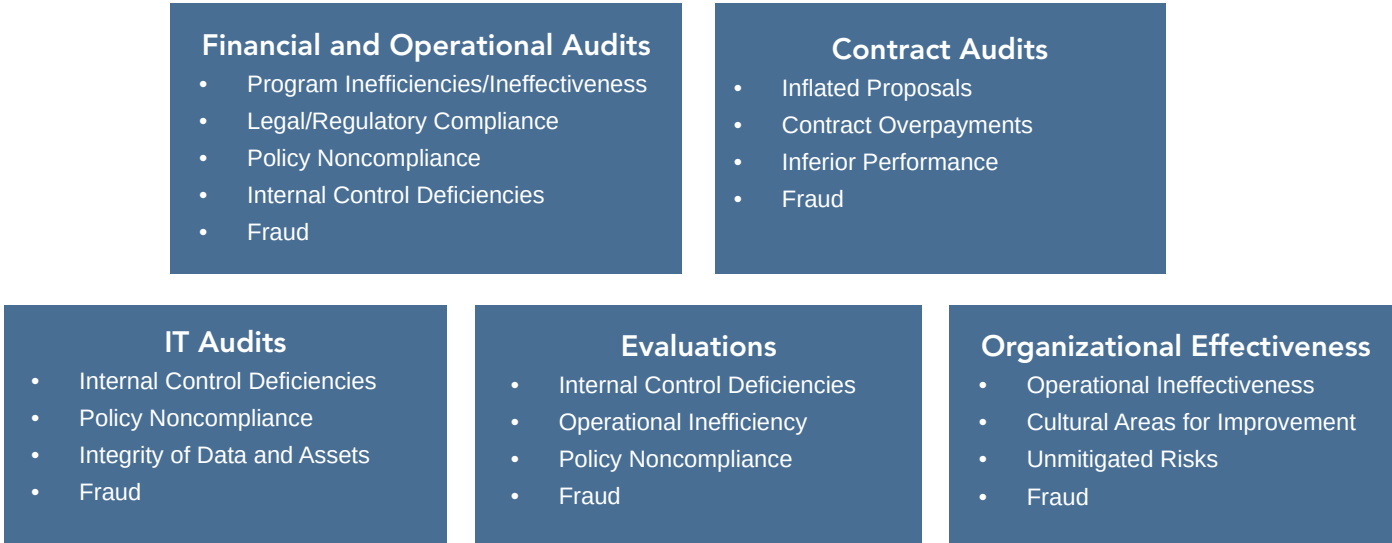 Financial and Operational Audits
• Program Inefficiencies/Ineffectiveness
• Legal/Regulatory Compliance
• Policy Noncompliance
• Internal Control Deficiencies
• Fraud
Contract Audits
• Inflated Proposals
• Contract Overpayments
• Inferior Performance
• Fraud
IT Audits
• Internal Control Deficiencies
• Policy Noncompliance
• Integrity of Data and Assets
• Fraud
Evaluations
• Internal Control Deficiencies
• Operational Inefficiency
• Policy Noncompliance
• Fraud
Organizational Effectiveness
• Operational Ineffectiveness
• Cultural Areas for Improvement
• Unmitigated Risks
• Fraud